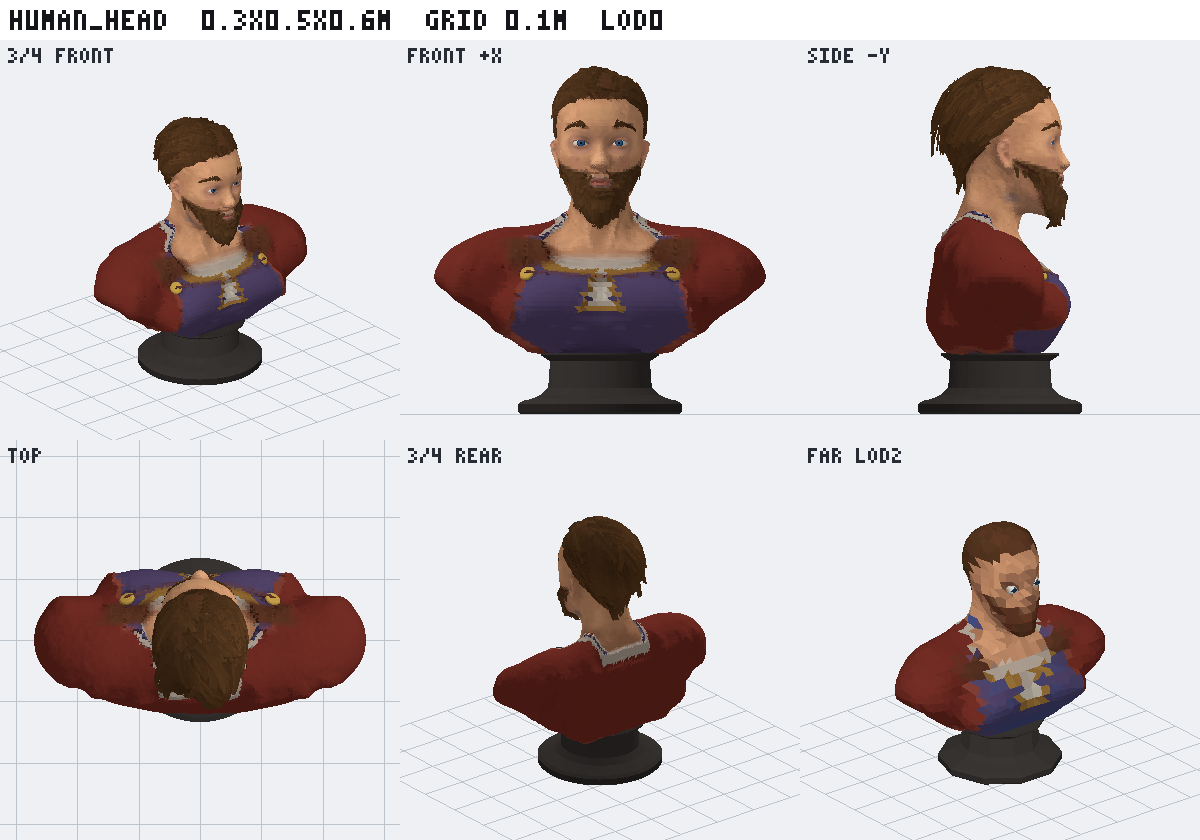 HUMAN_HEAD 0.3X0.5X0.6M GRID 0.1M LOD0
3/4 FRONT
FRONT +X
SIDE -Y
TOP
3/4 REAR
FAR LOD2